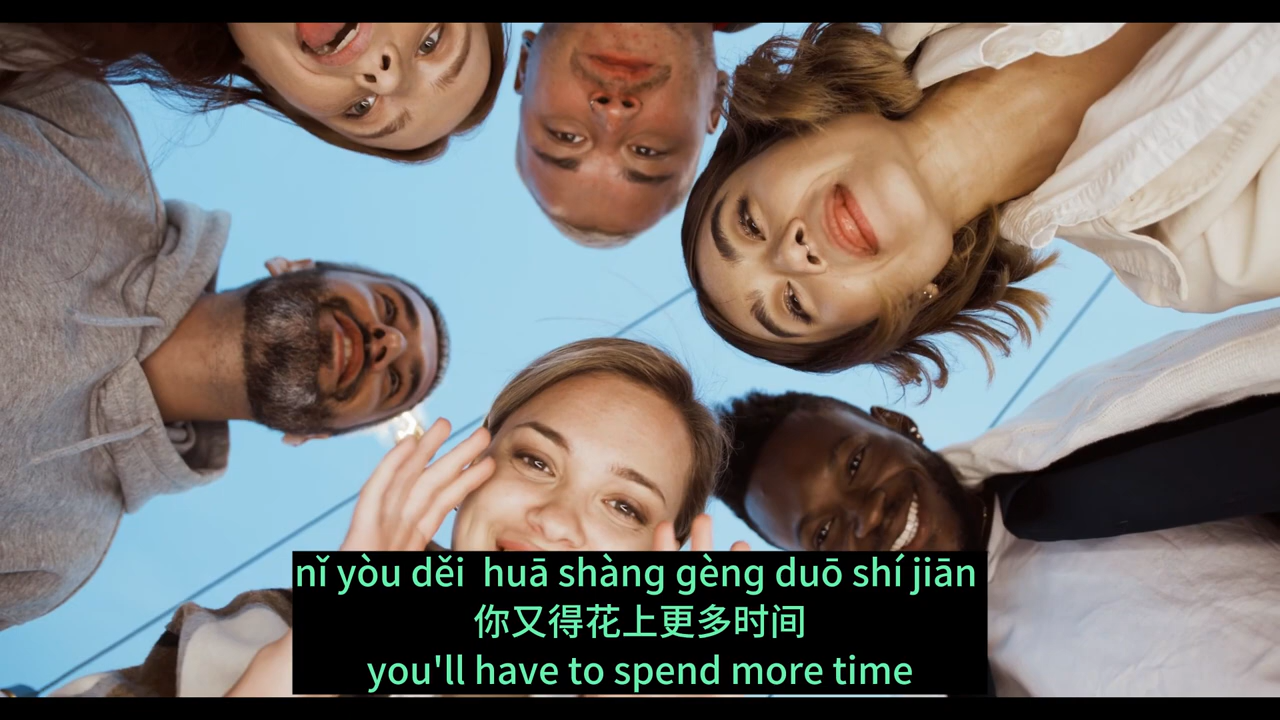 nǐ yòu děi huā shàng gèng duō shí jiān
你又得花上更多时间
you'll have to spend more time